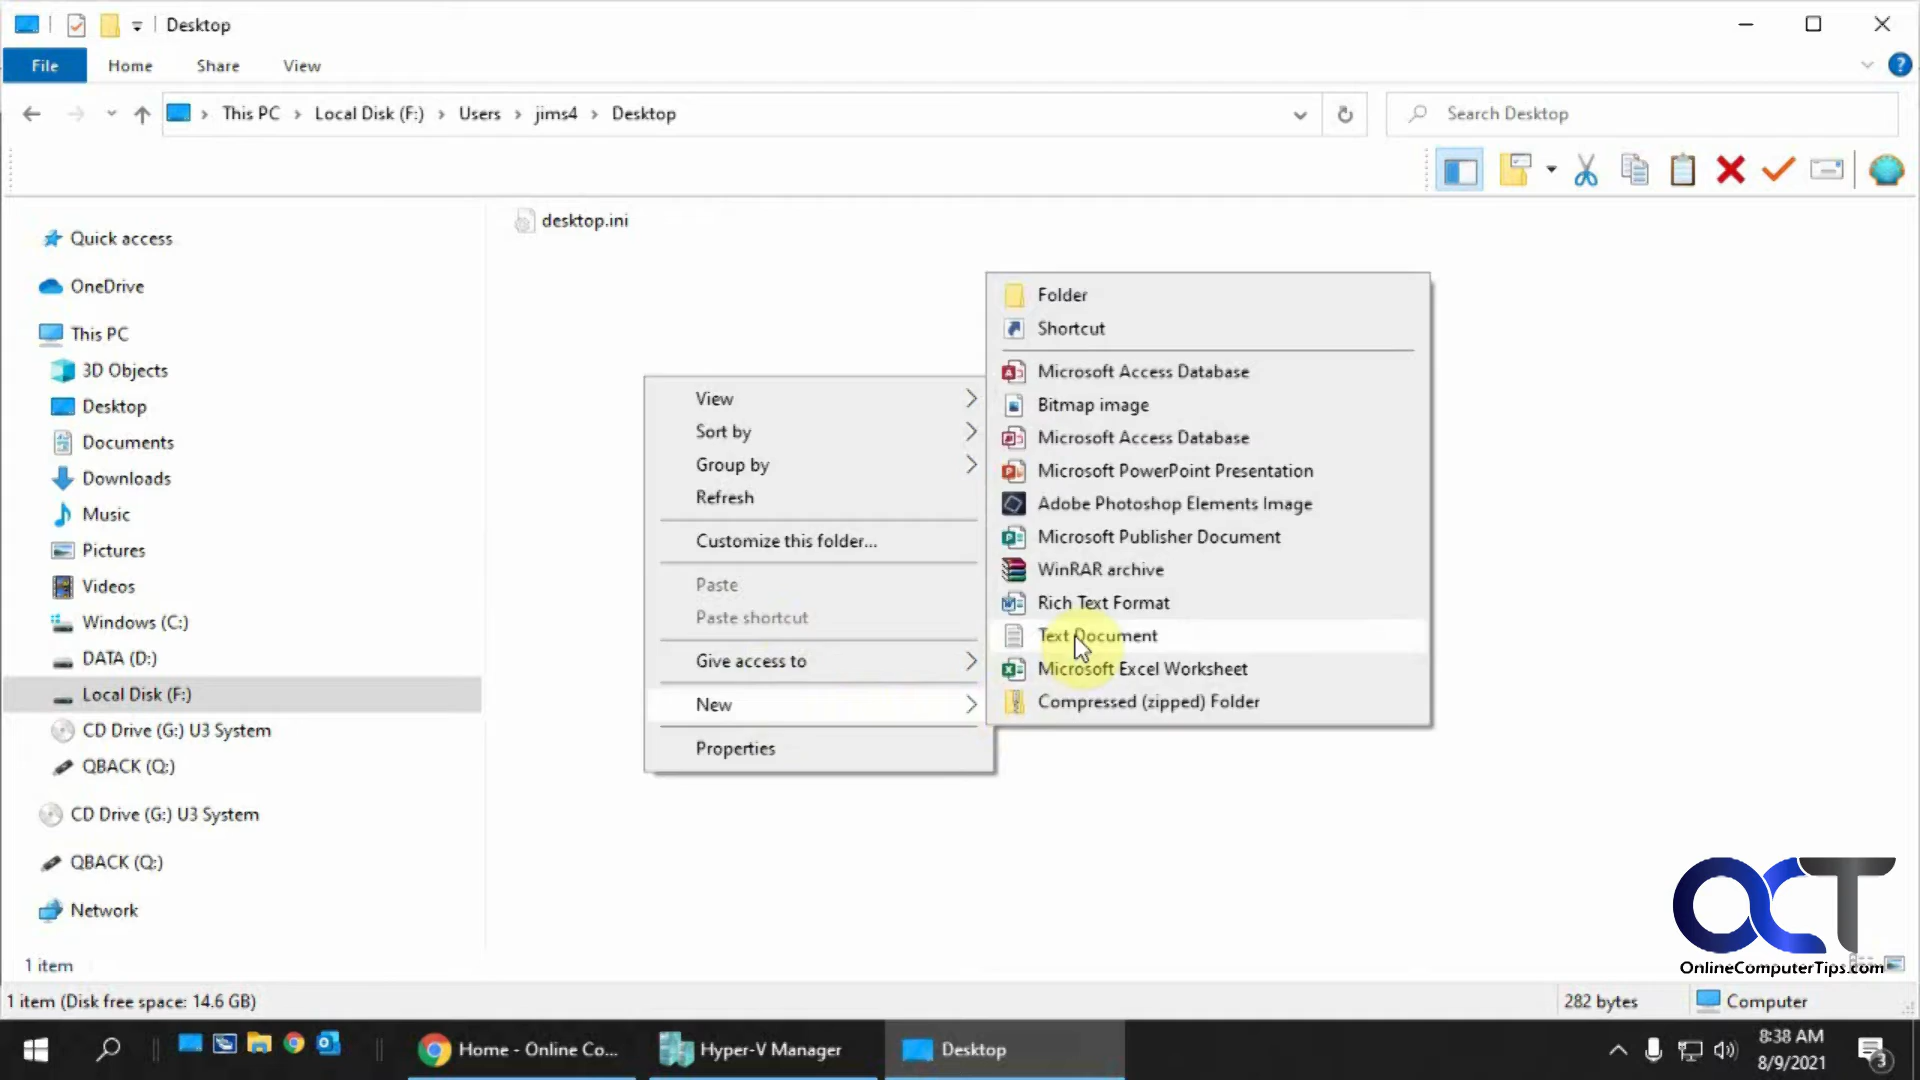 Desktop
File Home Share View
This PC Local Disk (F:) Users jims4 Desktop
Search Desktop
desktop.ini
Quick access
OneDrive
This PC
3D Objects
Desktop
Documents
Downloads
Music
Pictures
Videos
Windows (C:)
DATA (D:)
Local Disk (F:)
CD Drive (G:) U3 System
QBACK (Q:)
CD Drive (G:) U3 System
QBACK (Q:)
Network
View
Sort by
Group by
Refresh
Customize this folder...
Paste
Paste shortcut
Give access to
New
Properties
Folder
Shortcut
Microsoft Access Database
Bitmap image
Microsoft Access Database
Microsoft PowerPoint Presentation
Adobe Photoshop Elements Image
Microsoft Publisher Document
WinRAR archive
Rich Text Format
Text Document
Microsoft Excel Worksheet
Compressed (zipped) Folder
OCT
OnlineComputerTips.com
1 item
1 item (Disk free space: 14.6 GB)
282 bytes
Computer
Home - Online Co...
Hyper-V Manager
Desktop
8:38 AM
8/9/2021
3